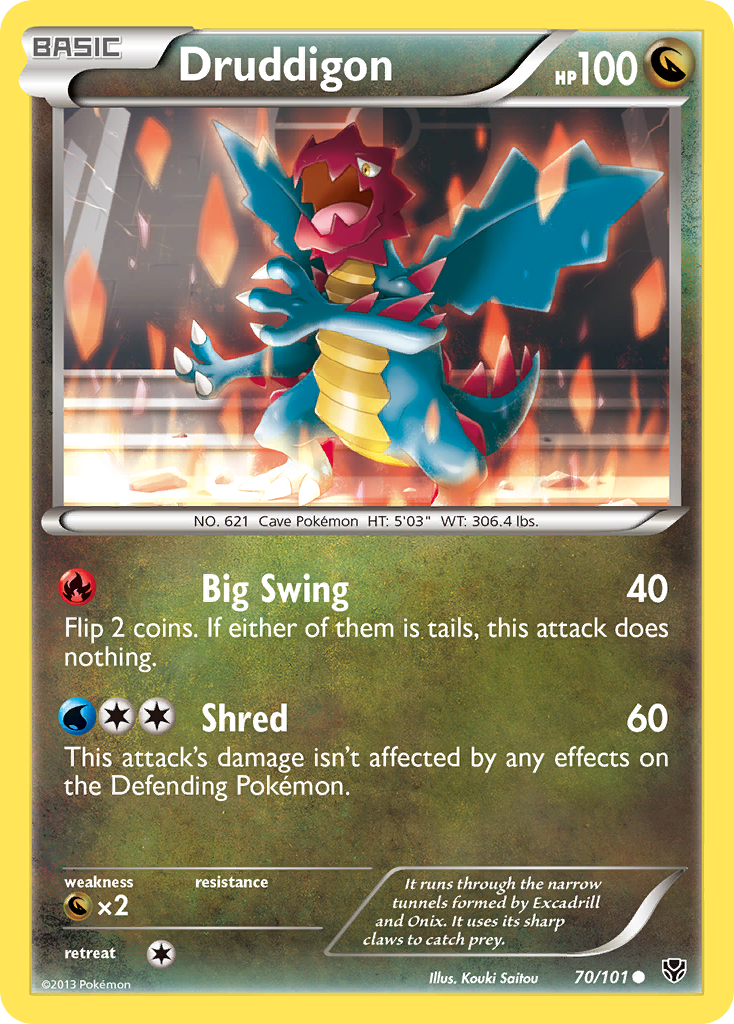 BASIC Druddigon HP100
NO. 621 Cave Pokémon HT: 5'03" WT: 306.4 lbs.
Big Swing 40
Flip 2 coins. If either of them is tails, this attack does
nothing.
Shred 60
This attack's damage isn't affected by any effects on
the Defending Pokémon.
weakness resistance
×2
retreat
It runs through the narrow
tunnels formed by Excadrill
and Onix. It uses its sharp
claws to catch prey.
©2013 Pokémon
Illus. Kouki Saitou 70/101